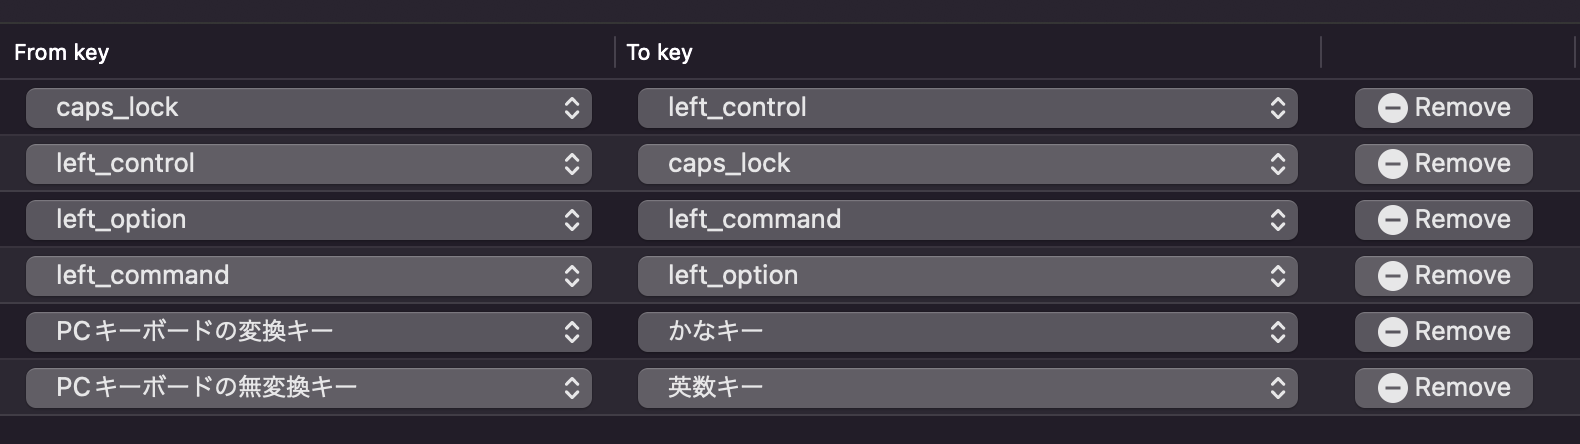 From key To key
caps_lock left_control Remove
left_control caps_lock Remove
left_option left_command Remove
left_command left_option Remove
PCキーボードの変換キー かなキー Remove
PCキーボードの無変換キー 英数キー Remove